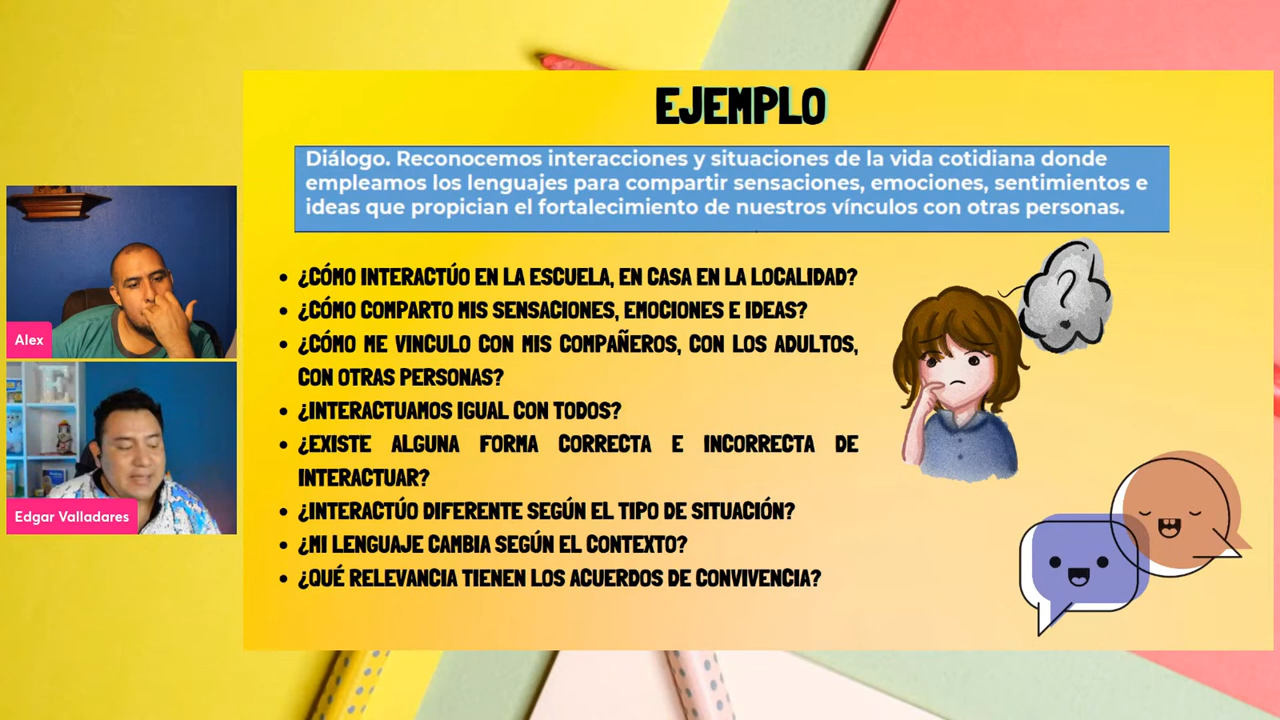 EJEMPLO
Diálogo. Reconocemos interacciones y situaciones de la vida cotidiana donde
empleamos los lenguajes para compartir sensaciones, emociones, sentimientos e
ideas que propician el fortalecimiento de nuestros vínculos con otras personas.
• ¿CÓMO INTERACTÚO EN LA ESCUELA, EN CASA EN LA LOCALIDAD?
• ¿CÓMO COMPARTO MIS SENSACIONES, EMOCIONES E IDEAS?
• ¿CÓMO ME VINCULO CON MIS COMPAÑEROS, CON LOS ADULTOS,
CON OTRAS PERSONAS?
• ¿INTERACTUAMOS IGUAL CON TODOS?
• ¿EXISTE ALGUNA FORMA CORRECTA E INCORRECTA DE
INTERACTUAR?
• ¿INTERACTÚO DIFERENTE SEGÚN EL TIPO DE SITUACIÓN?
• ¿MI LENGUAJE CAMBIA SEGÚN EL CONTEXTO?
• ¿QUÉ RELEVANCIA TIENEN LOS ACUERDOS DE CONVIVENCIA?
?
Alex
Edgar Valladares